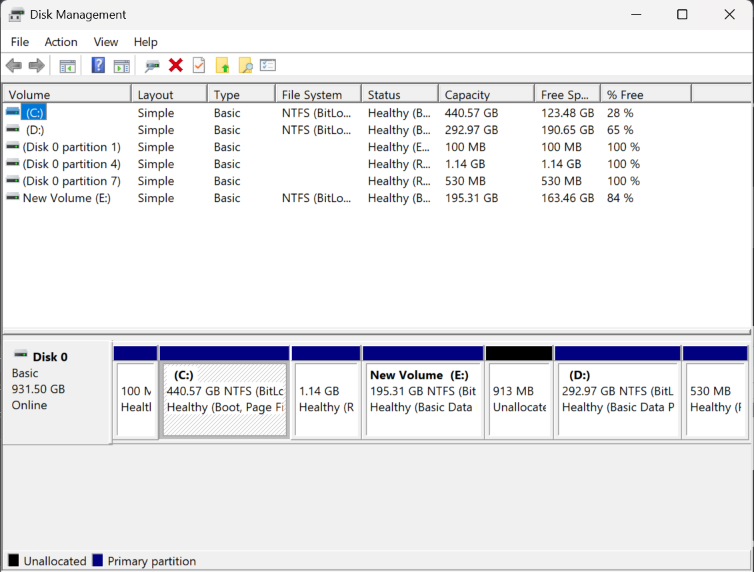 Disk Management
File Action View Help
Volume Layout Type File System Status Capacity Free Sp... % Free
(C:) Simple Basic NTFS (BitLo... Healthy (B... 440.57 GB 123.48 GB 28 %
(D:) Simple Basic NTFS (BitLo... Healthy (B... 292.97 GB 190.65 GB 65 %
(Disk 0 partition 1) Simple Basic Healthy (E... 100 MB 100 MB 100 %
(Disk 0 partition 4) Simple Basic Healthy (R... 1.14 GB 1.14 GB 100 %
(Disk 0 partition 7) Simple Basic Healthy (R... 530 MB 530 MB 100 %
New Volume (E:) Simple Basic NTFS (BitLo... Healthy (B... 195.31 GB 163.46 GB 84 %
Disk 0
Basic
931.50 GB
Online
100 M
Healtl
(C:)
440.57 GB NTFS (BitLo
Healthy (Boot, Page Fi
1.14 GB
Healthy (R
New Volume (E:)
195.31 GB NTFS (Bit
Healthy (Basic Data
913 MB
Unallocate
(D:)
292.97 GB NTFS (BitL
Healthy (Basic Data P
530 MB
Healthy (F
Unallocated Primary partition